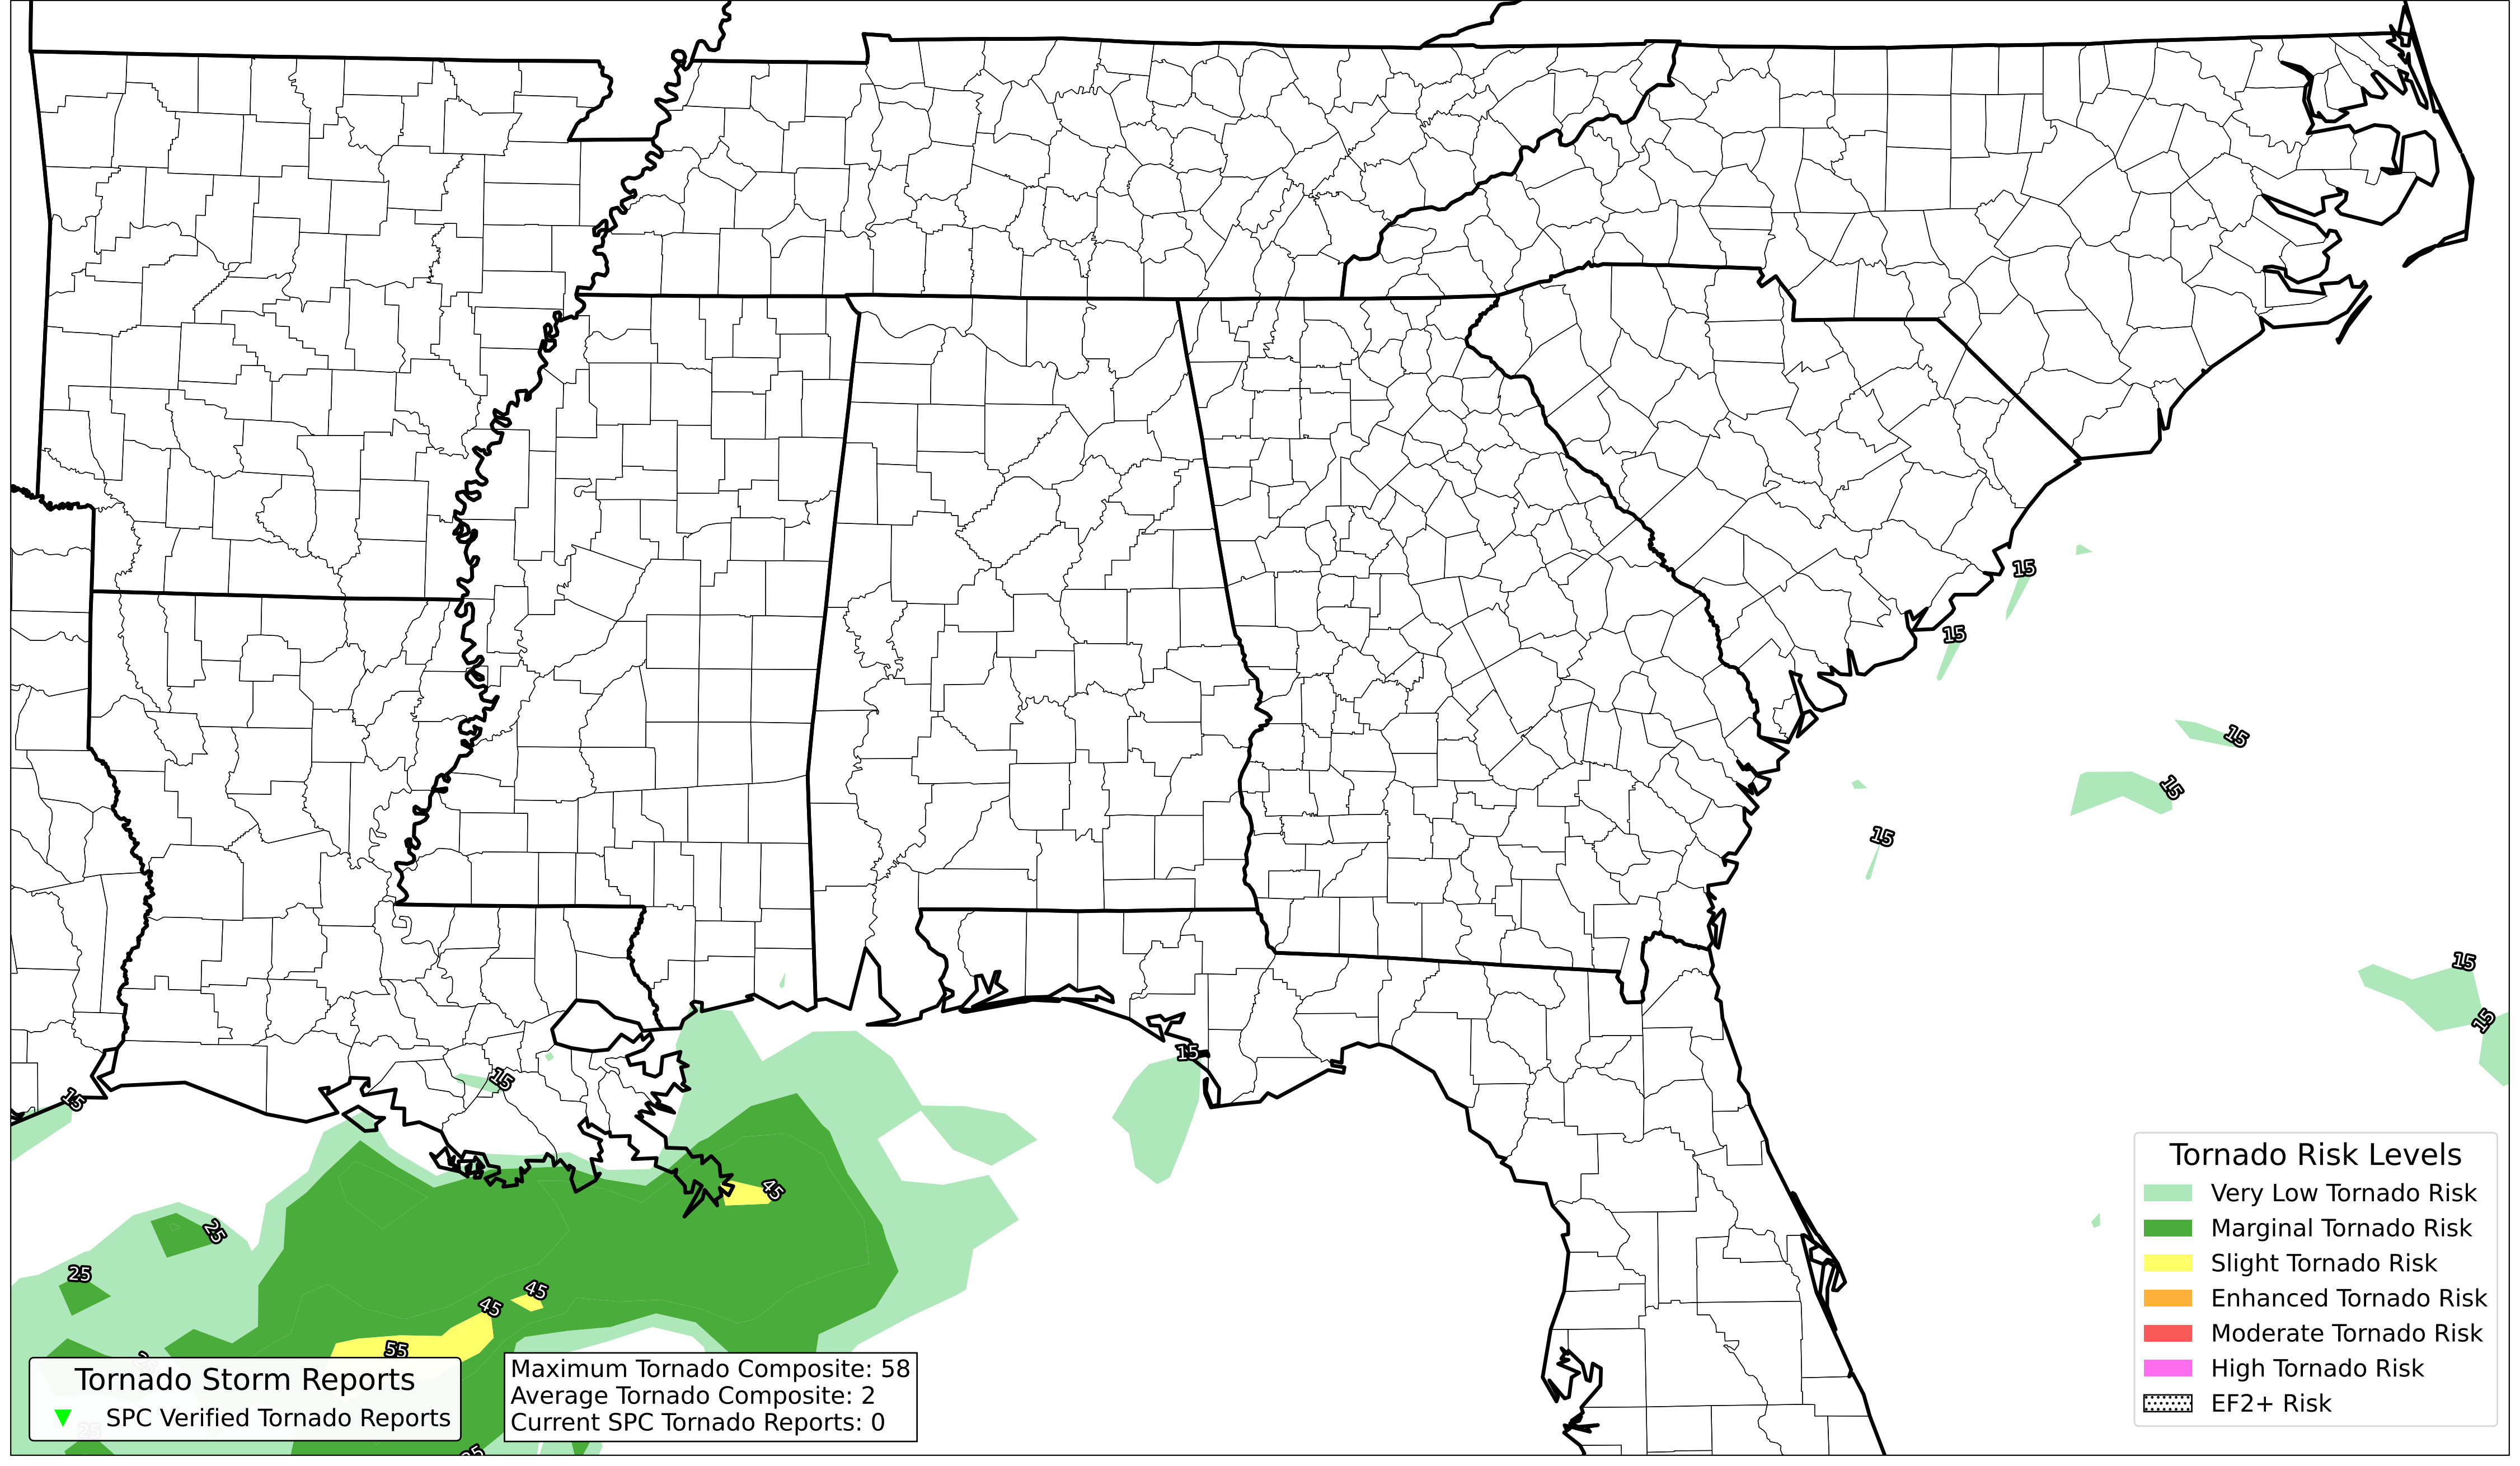 15
15
15
15
15
15
15
15
15
15
45
25
25
45
45
55
25
Tornado Storm Reports
SPC Verified Tornado Reports
Maximum Tornado Composite: 58
Average Tornado Composite: 2
Current SPC Tornado Reports: 0
Tornado Risk Levels
Very Low Tornado Risk
Marginal Tornado Risk
Slight Tornado Risk
Enhanced Tornado Risk
Moderate Tornado Risk
High Tornado Risk
EF2+ Risk